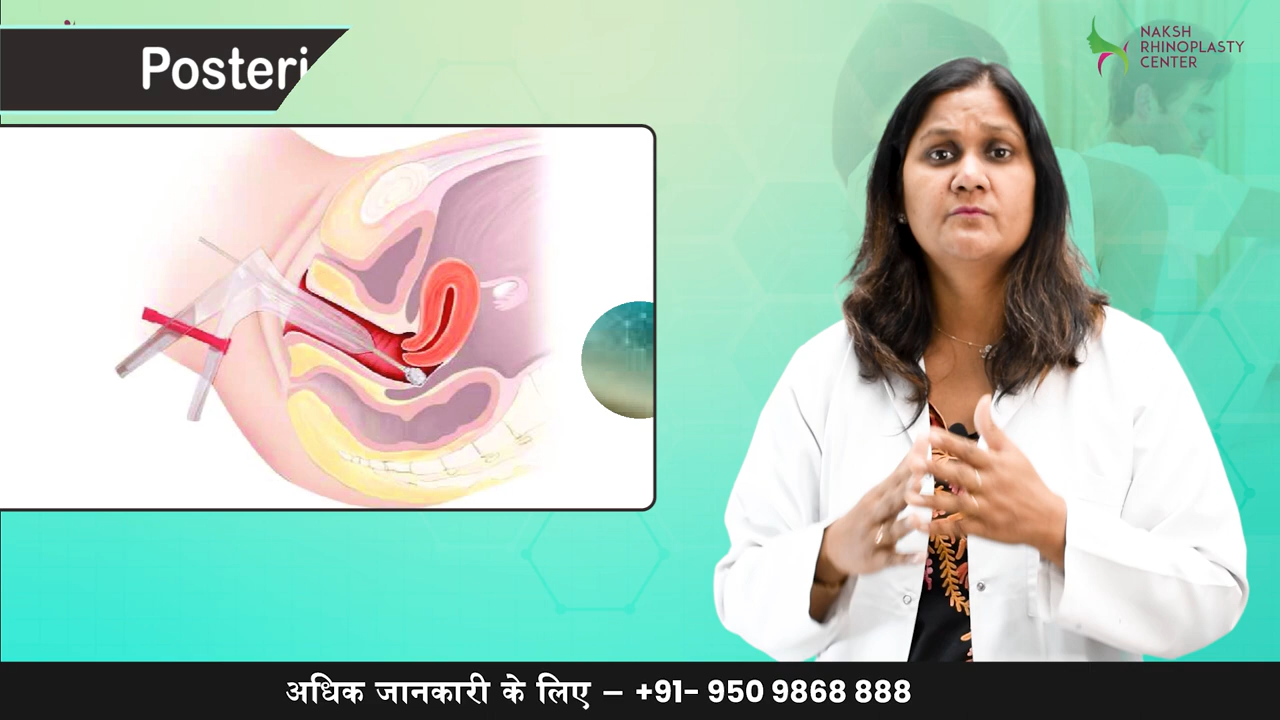 Posteri
NAKSH
RHINOPLASTY
CENTER
अधिक जानकारी के लिए – +91- 950 9868 888